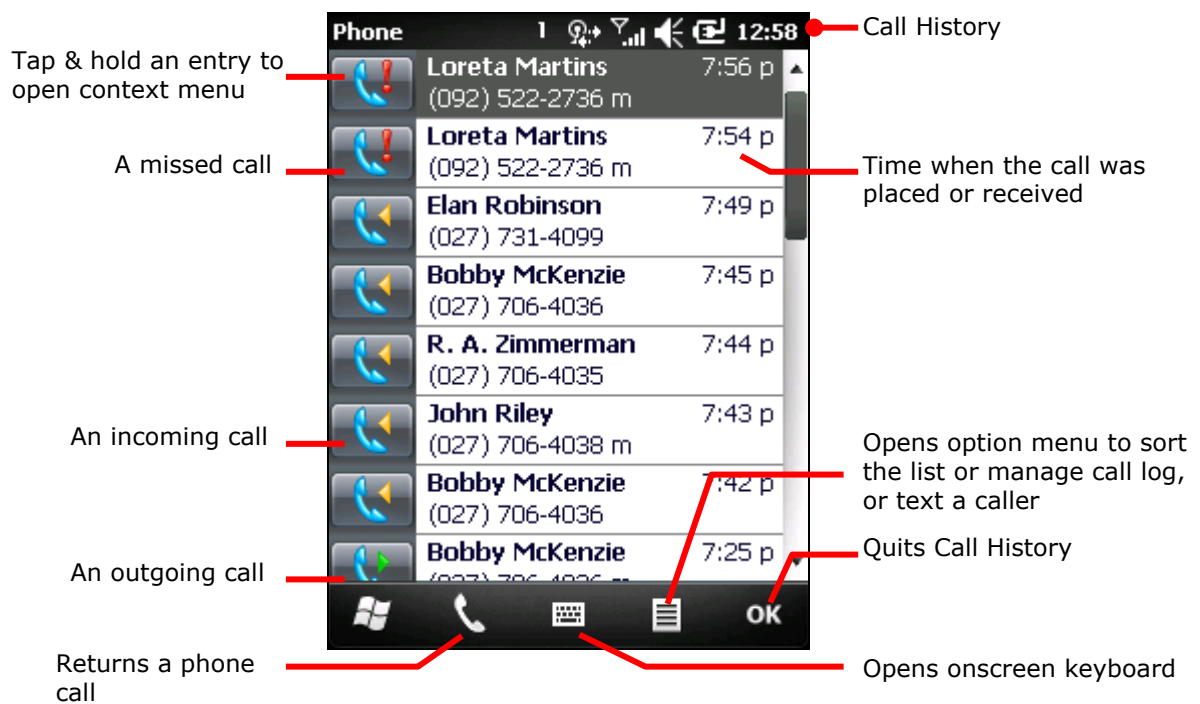 Phone 1 12:58
Call History
Tap & hold an entry to
open context menu
Loreta Martins 7:56 p
(092) 522-2736 m
A missed call
Loreta Martins 7:54 p
(092) 522-2736 m
Time when the call was
placed or received
Elan Robinson 7:49 p
(027) 731-4099
Bobby McKenzie 7:45 p
(027) 706-4036
R. A. Zimmerman 7:44 p
(027) 706-4035
An incoming call
John Riley 7:43 p
(027) 706-4038 m
Opens option menu to sort
the list or manage call log,
or text a caller
Bobby McKenzie 7:42 p
(027) 706-4036
Quits Call History
An outgoing call
Bobby McKenzie 7:25 p
OK
Returns a phone
call
Opens onscreen keyboard